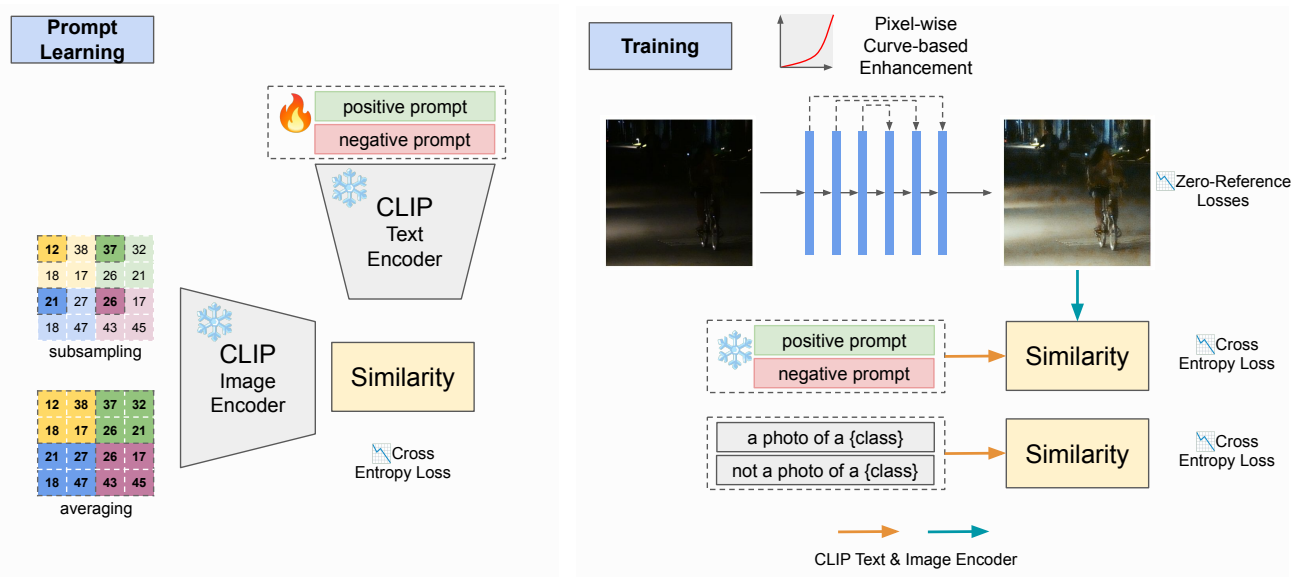 Prompt
Learning
positive prompt
negative prompt
CLIP
Text
Encoder
12 38 37 32
18 17 26 21
21 27 26 17
18 47 43 45
subsampling
CLIP
Image
Encoder
Similarity
12 38 37 32
18 17 26 21
21 27 26 17
18 47 43 45
averaging
Cross
Entropy Loss
Training
Pixel-wise
Curve-based
Enhancement
Zero-Reference
Losses
positive prompt
negative prompt
Similarity
Cross
Entropy Loss
a photo of a {class}
not a photo of a {class}
Similarity
Cross
Entropy Loss
CLIP Text & Image Encoder